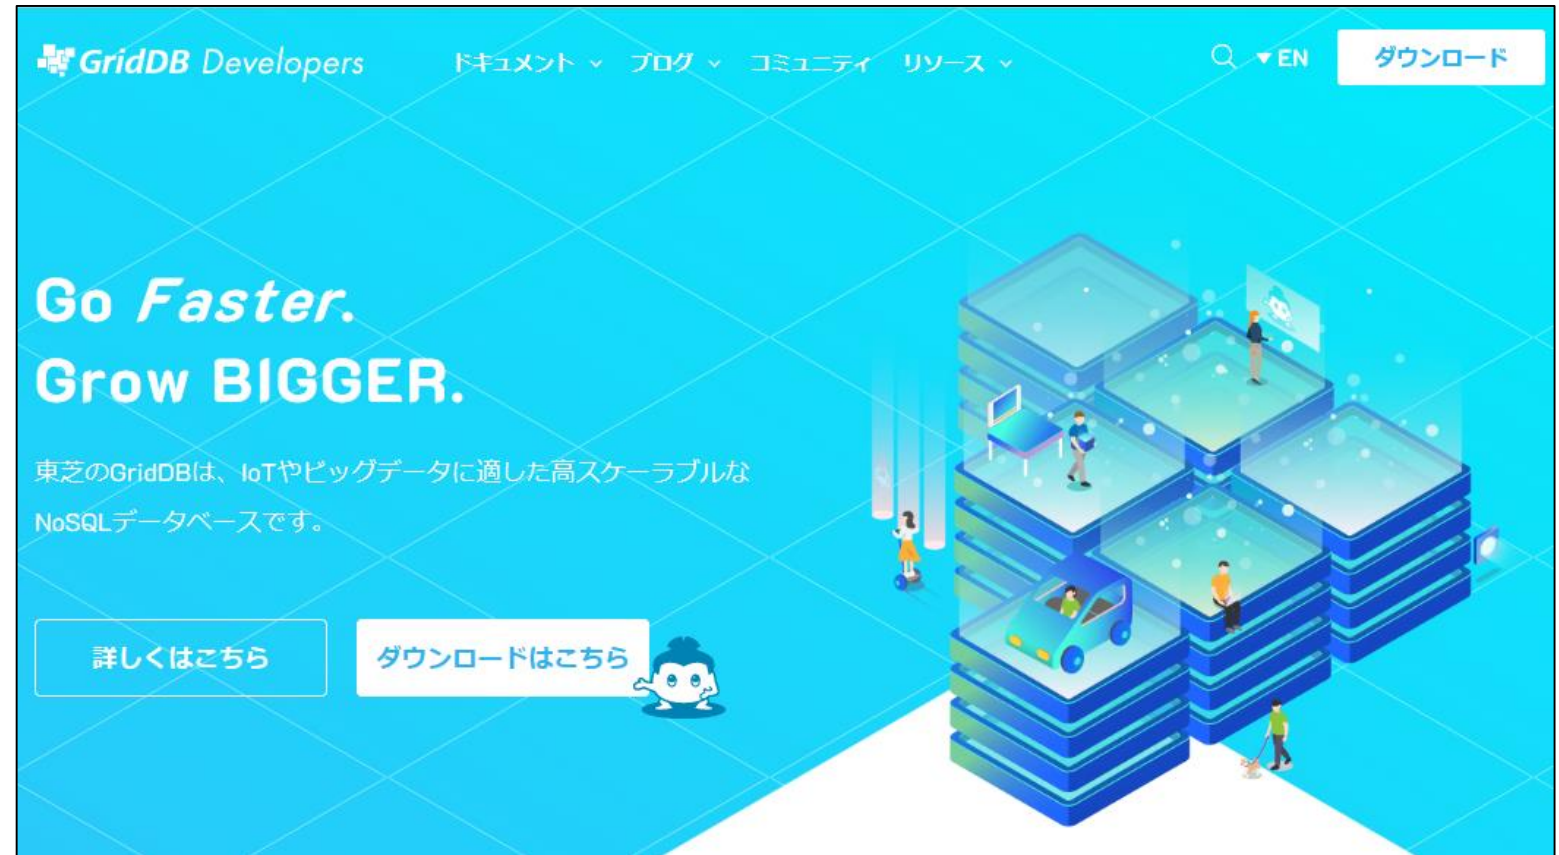 GridDB Developers
ドキュメント ブログ コミュニティ リソース
EN
ダウンロード
Go Faster.
Grow BIGGER.
東芝のGridDBは、IoTやビッグデータに適した高スケーラブルな
NoSQLデータベースです。
詳しくはこちら
ダウンロードはこちら